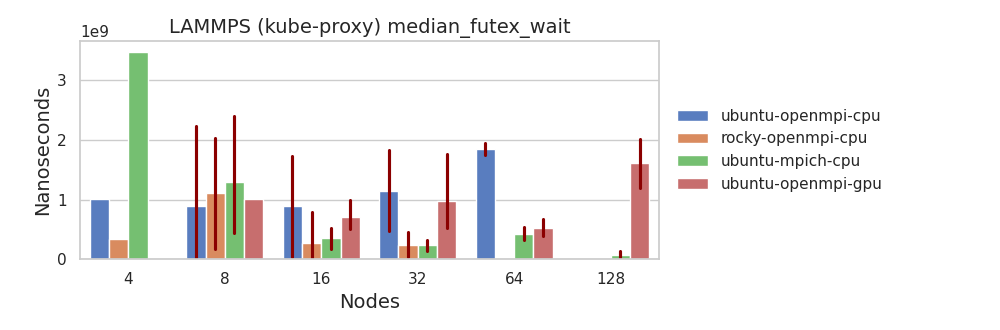 LAMMPS (kube-proxy) median_futex_wait
1e9
3
2
1
0
Nanoseconds
4 8 16 32 64 128
Nodes
ubuntu-openmpi-cpu
rocky-openmpi-cpu
ubuntu-mpich-cpu
ubuntu-openmpi-gpu